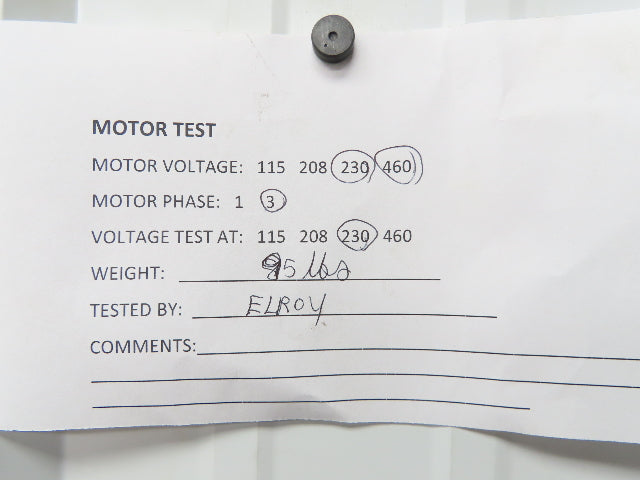 MOTOR TEST
MOTOR VOLTAGE: 115 208 230 460
MOTOR PHASE: 1 3
VOLTAGE TEST AT: 115 208 230 460
WEIGHT: 95 lbs
TESTED BY: ELROY
COMMENTS: